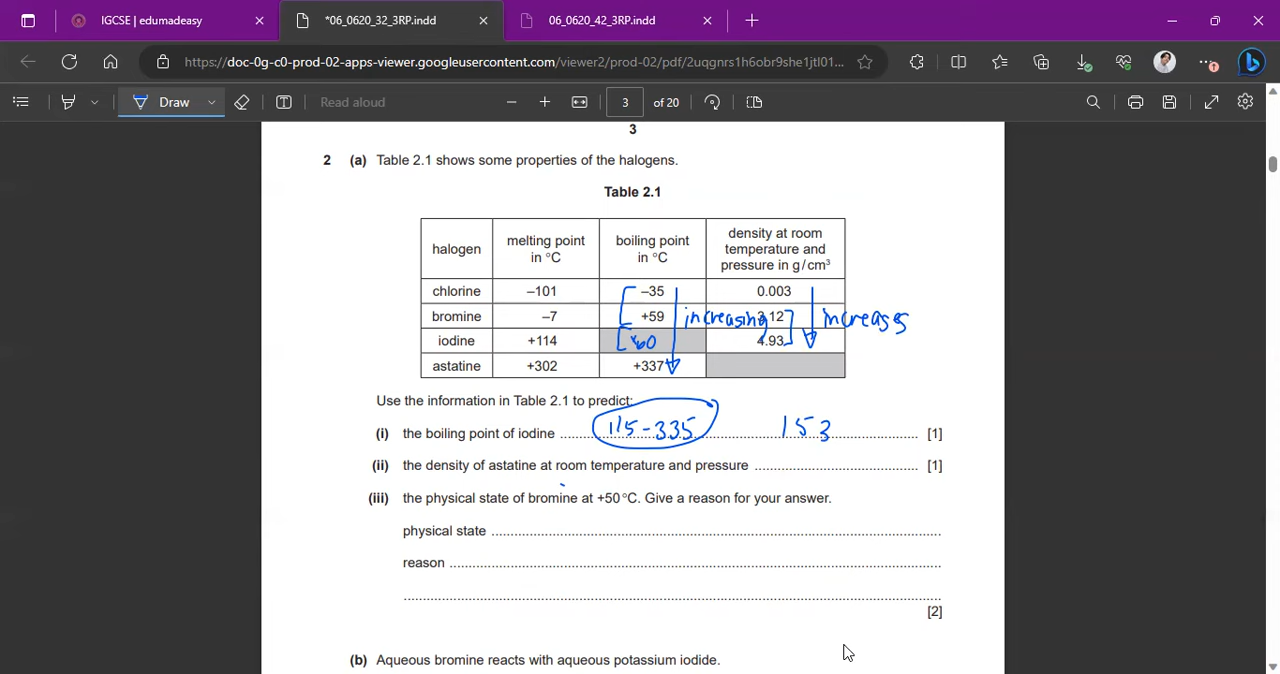 IGCSE | edumadeasy
*06_0620_32_3RP.indd
06_0620_42_3RP.indd
https://doc-0g-c0-prod-02-apps-viewer.googleusercontent.com/viewer2/prod-02/pdf/2uqgnrs1h6obr9she1jtl01...
Draw
Read aloud
3
of 20
3
2 (a) Table 2.1 shows some properties of the halogens.
Table 2.1
halogen
melting point
in °C
boiling point
in °C
density at room
temperature and
pressure in g/cm³
chlorine –101 –35 0.003
bromine –7 +59 3.12
increasing
increases
iodine +114 60 4.93
astatine +302 +337
Use the information in Table 2.1 to predict:
(i) the boiling point of iodine 115-335 153 [1]
(ii) the density of astatine at room temperature and pressure [1]
(iii) the physical state of bromine at +50 °C. Give a reason for your answer.
physical state
reason
[2]
(b) Aqueous bromine reacts with aqueous potassium iodide.